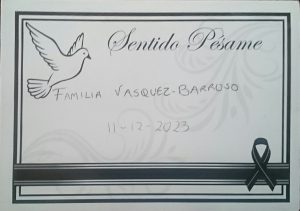 Sentido Pésame
FAMILIA VASQUEZ-BARROSO
11-12-2023